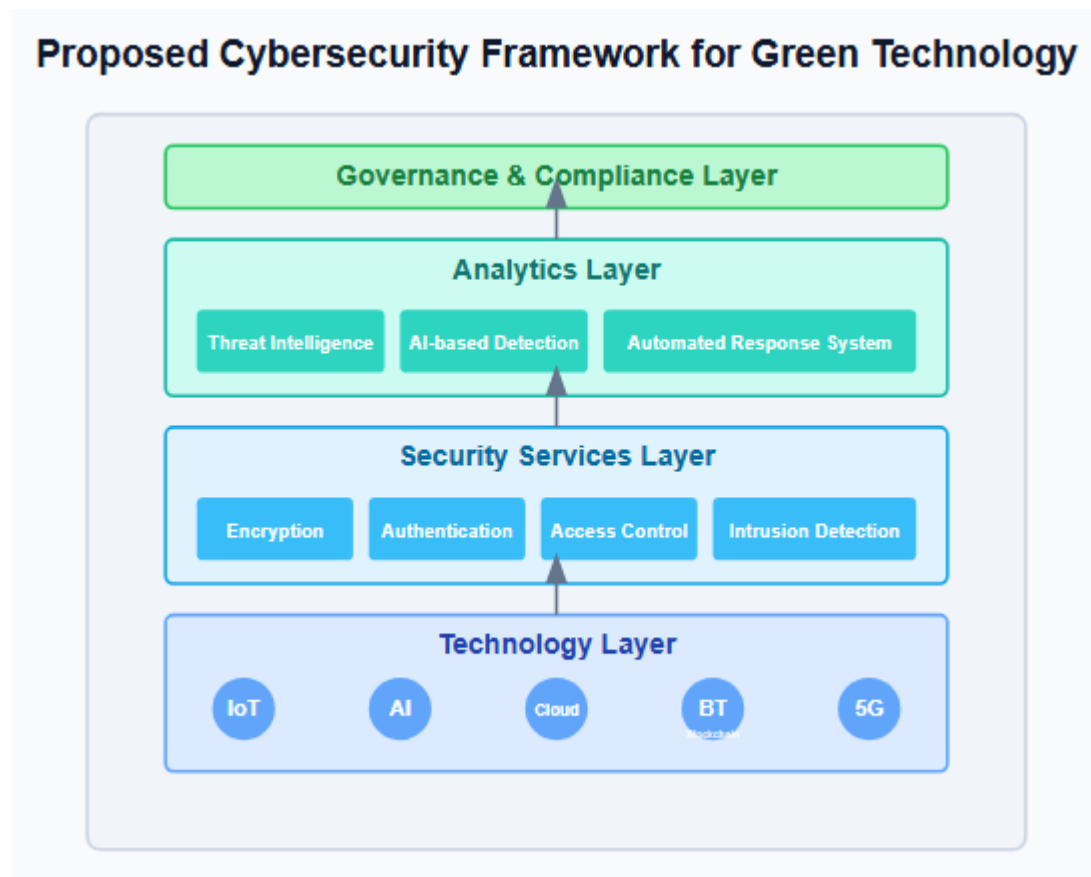 Proposed Cybersecurity Framework for Green Technology
Governance & Compliance Layer
Analytics Layer
Threat Intelligence
AI-based Detection
Automated Response System
Security Services Layer
Encryption
Authentication
Access Control
Intrusion Detection
Technology Layer
IoT
AI
Cloud
BT
Blockchain
5G